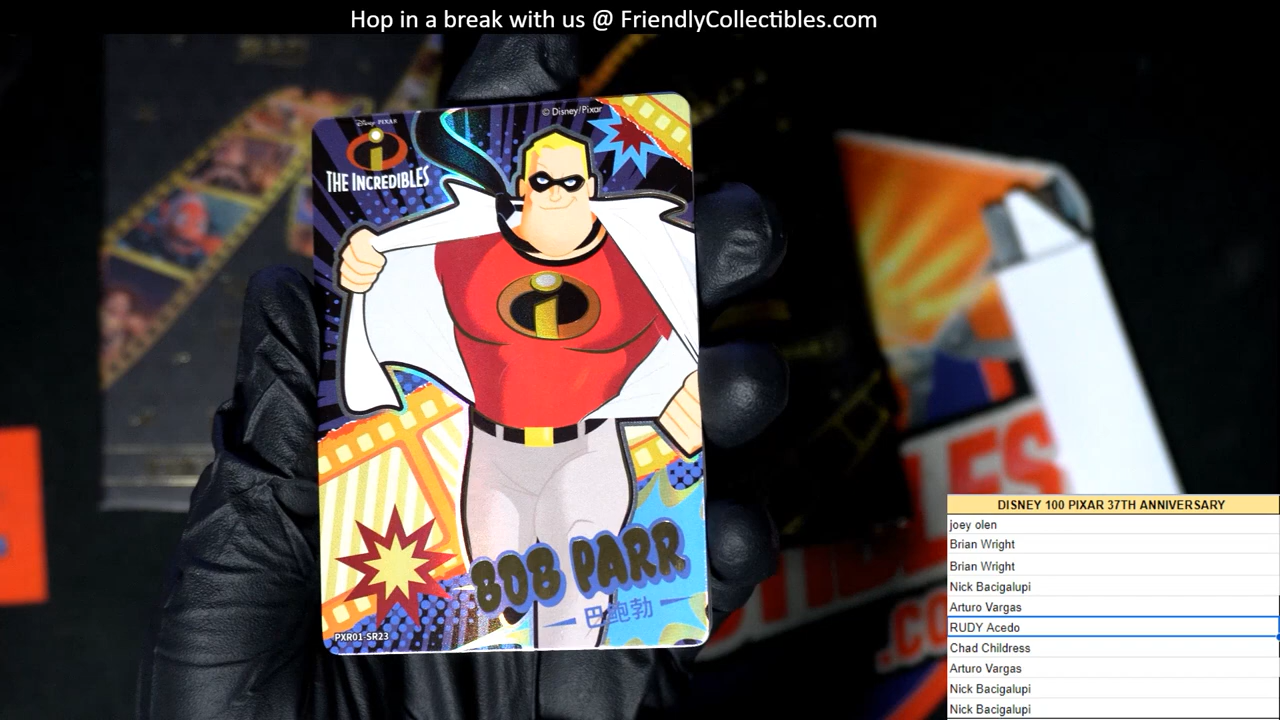 Hop in a break with us @ FriendlyCollectibles.com
© Disney/Pixar
Disney PIXAR
THE INCREDIBLES
BOB PARR
巴鲍勃
PXR01-SR23
DISNEY 100 PIXAR 37TH ANNIVERSARY
joey olen
Brian Wright
Brian Wright
Nick Bacigalupi
Arturo Vargas
RUDY Acedo
Chad Childress
Arturo Vargas
Nick Bacigalupi
Nick Bacigalupi